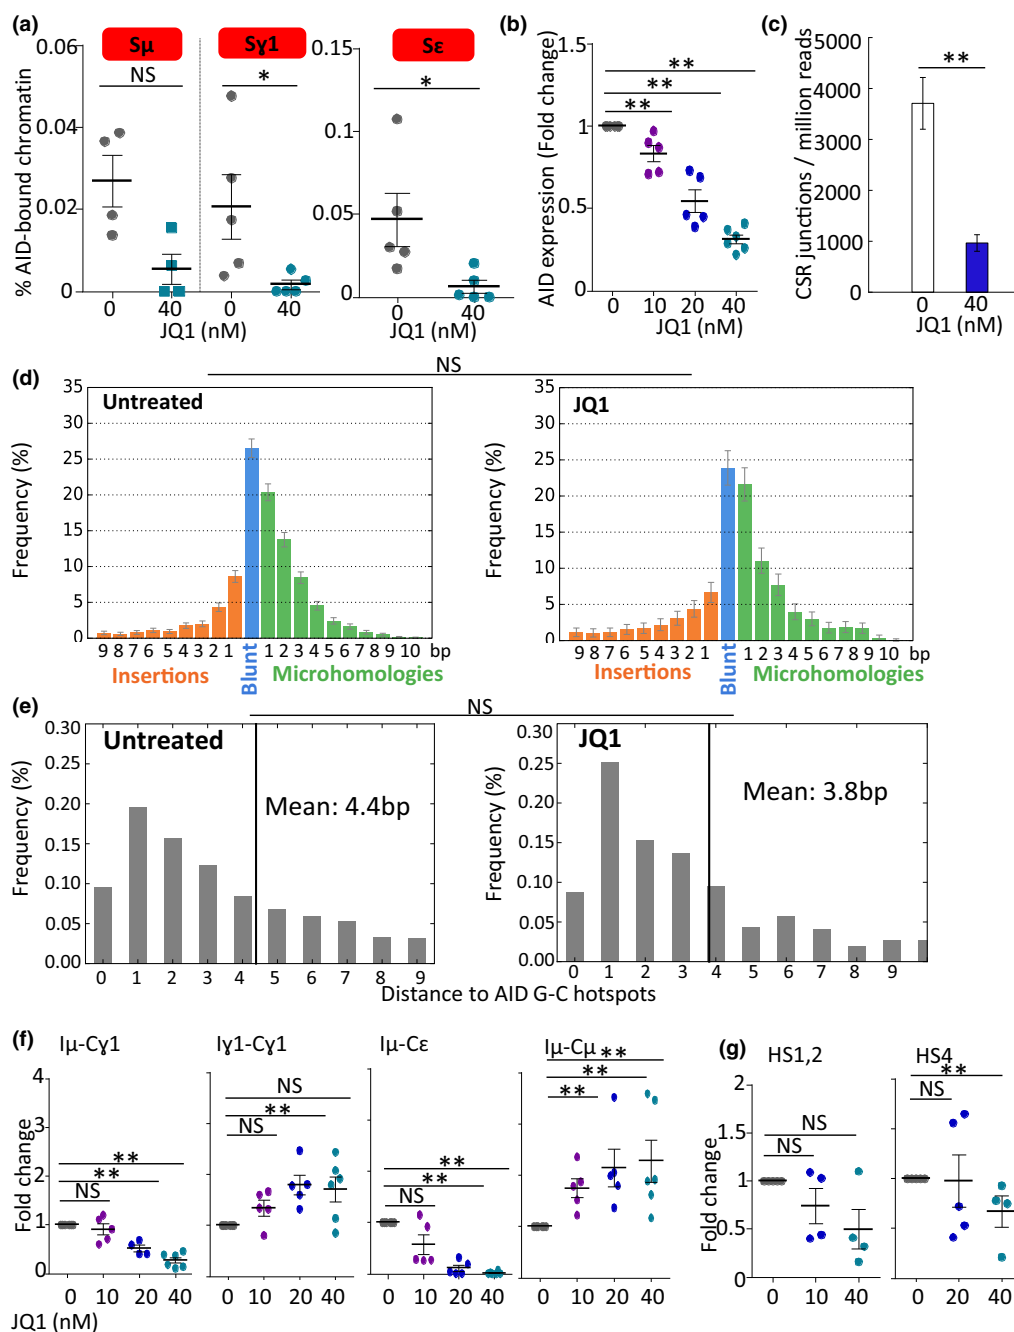 (a)
Sμ
Sγ1
Sε
NS
*
*
% AID-bound chromatin
0.06
0.04
0.02
0
0.15
0.1
0.05
0
0 40 0 40 0 40
JQ1 (nM)
(b)
AID expression (Fold change)
1.5
1
0.5
0
**
**
**
0 10 20 40
JQ1 (nM)
(c)
CSR junctions / million reads
5000
4000
3000
2000
1000
0
**
0 40
JQ1 (nM)
(d)
NS
Untreated
Frequency (%)
35
30
25
20
15
10
5
0
9 8 7 6 5 4 3 2 1 1 2 3 4 5 6 7 8 9 10 bp
Insertions Blunt Microhomologies
JQ1
Frequency (%)
35
30
25
20
15
10
5
0
9 8 7 6 5 4 3 2 1 1 2 3 4 5 6 7 8 9 10 bp
Insertions Blunt Microhomologies
(e)
NS
Untreated
Mean: 4.4bp
Frequency (%)
0.30
0.25
0.20
0.15
0.10
0.05
0.00
0 1 2 3 4 5 6 7 8 9
JQ1
Mean: 3.8bp
Frequency (%)
0.30
0.25
0.20
0.15
0.10
0.05
0.00
0 1 2 3 4 5 6 7 8 9
Distance to AID G-C hotspots
(f)
Iμ-Cγ1
Iγ1-Cγ1
Iμ-Cε
Iμ-Cμ
Fold change
4
3
2
1
0
**
**
NS
NS
**
NS
**
**
NS
**
**
**
0 10 20 40 0 10 20 40 0 10 20 40 0 10 20 40
JQ1 (nM)
(g)
HS1,2
HS4
Fold change
2
1.5
1
0.5
0
NS
NS
**
NS
0 10 40 0 20 40
JQ1 (nM)